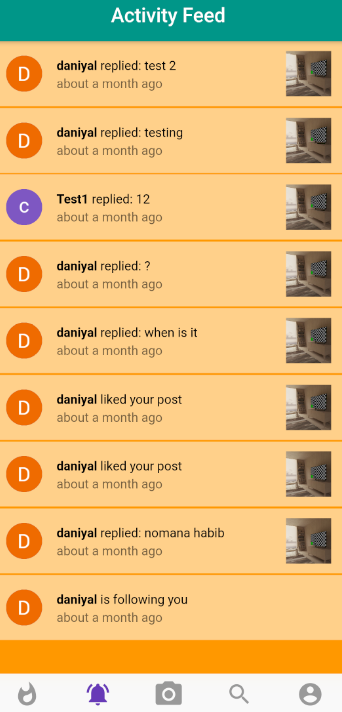 Activity Feed
D
daniyal replied: test 2
about a month ago
D
daniyal replied: testing
about a month ago
C
Test1 replied: 12
about a month ago
D
daniyal replied: ?
about a month ago
D
daniyal replied: when is it
about a month ago
D
daniyal liked your post
about a month ago
D
daniyal liked your post
about a month ago
D
daniyal replied: nomana habib
about a month ago
D
daniyal is following you
about a month ago